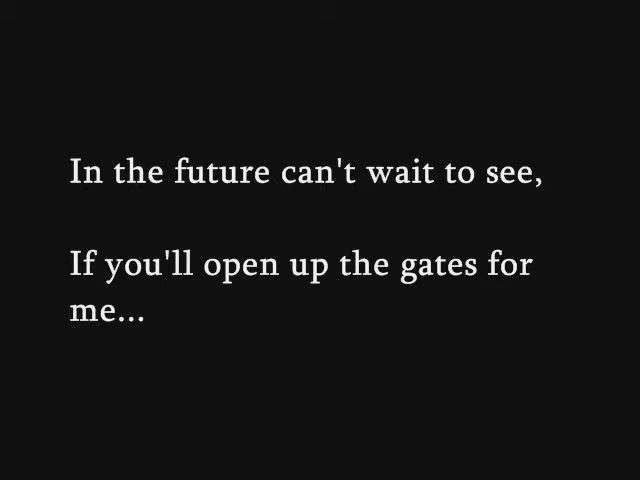 In the future can't wait to see,
If you'll open up the gates for
me...